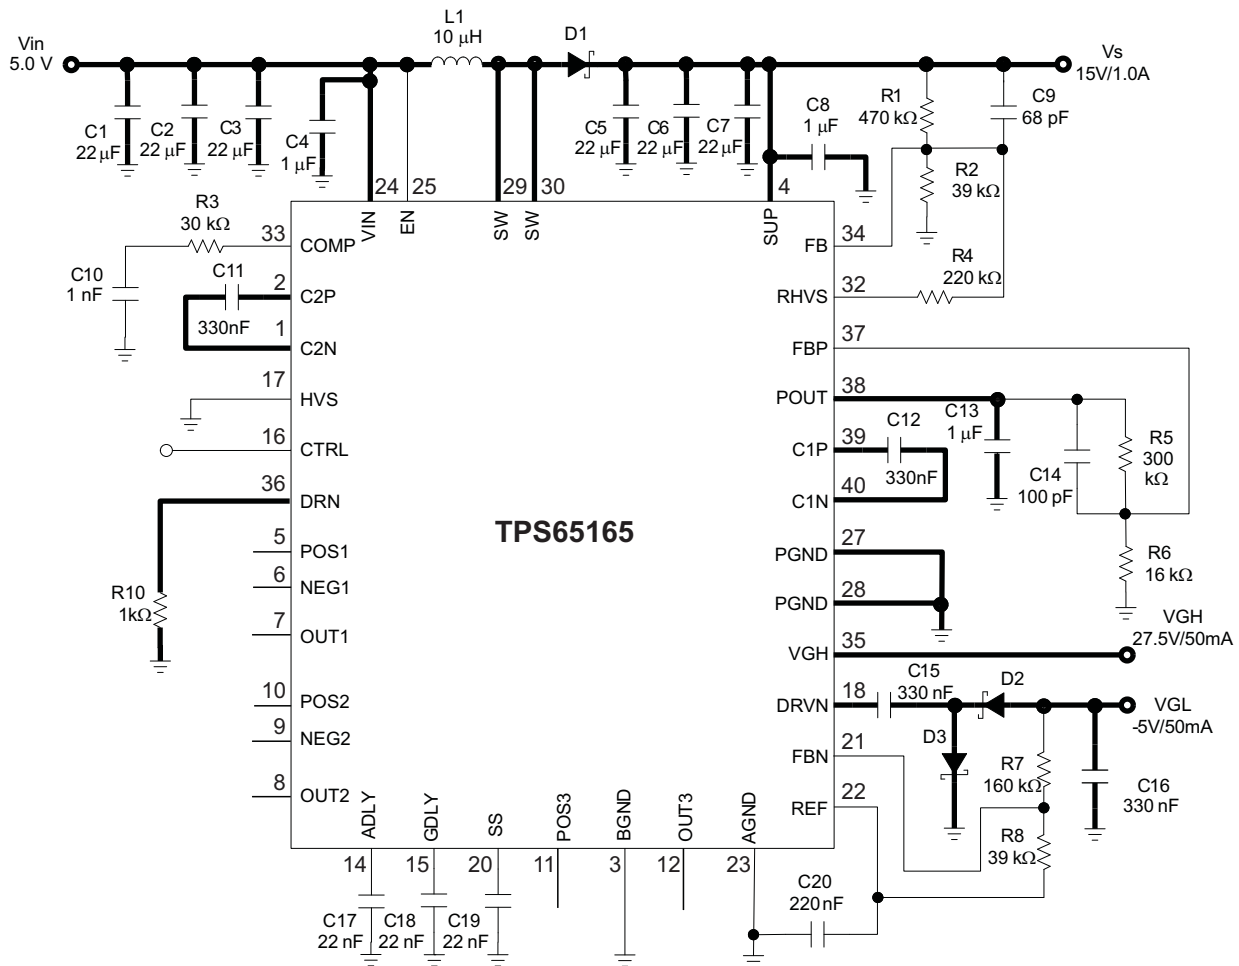 L1
10 µH
D1
Vin
5.0 V
Vs
15V/1.0A
C1
22 µF
C2
22 µF
C3
22 µF
C4
1 µF
C5
22 µF
C6
22 µF
C7
22 µF
C8
1 µF
R1
470 kΩ
C9
68 pF
R2
39 kΩ
24
25
29
30
4
VIN
EN
SW
SW
SUP
R3
30 kΩ
33
COMP
C10
1 nF
C11
330nF
2
C2P
1
C2N
17
HVS
16
CTRL
36
DRN
R10
1kΩ
5
POS1
6
NEG1
7
OUT1
10
POS2
9
NEG2
8
OUT2
TPS65165
34
FB
R4
220 kΩ
32
RHVS
37
FBP
38
POUT
C12
330nF
C13
1 µF
39
C1P
40
C1N
C14
100 pF
R5
300
kΩ
27
PGND
28
PGND
R6
16 kΩ
35
VGH
VGH
27.5V/50mA
18
DRVN
C15
330 nF
D2
VGL
-5V/50mA
D3
21
FBN
R7
160 kΩ
C16
330 nF
22
REF
R8
39 kΩ
ADLY
GDLY
SS
POS3
BGND
OUT3
AGND
14
15
20
11
3
12
23
C17
22 nF
C18
22 nF
C19
22 nF
C20
220 nF